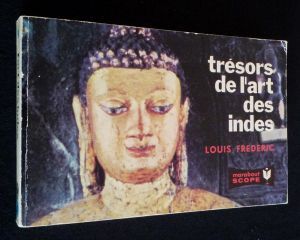 trésors
de l'art
des
indes
LOUIS FRÉDÉRIC
marabout
SCOPE